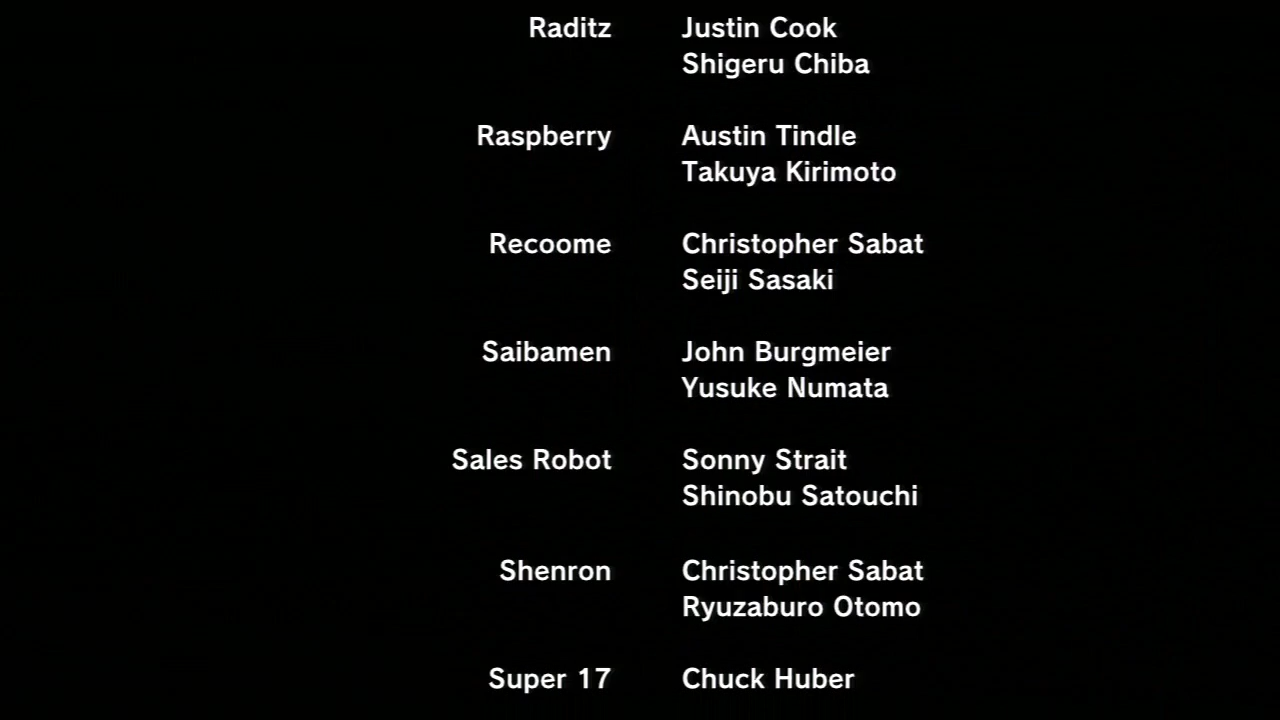 Raditz Justin Cook
Shigeru Chiba
Raspberry Austin Tindle
Takuya Kirimoto
Recoome Christopher Sabat
Seiji Sasaki
Saibamen John Burgmeier
Yusuke Numata
Sales Robot Sonny Strait
Shinobu Satouchi
Shenron Christopher Sabat
Ryuzaburo Otomo
Super 17 Chuck Huber